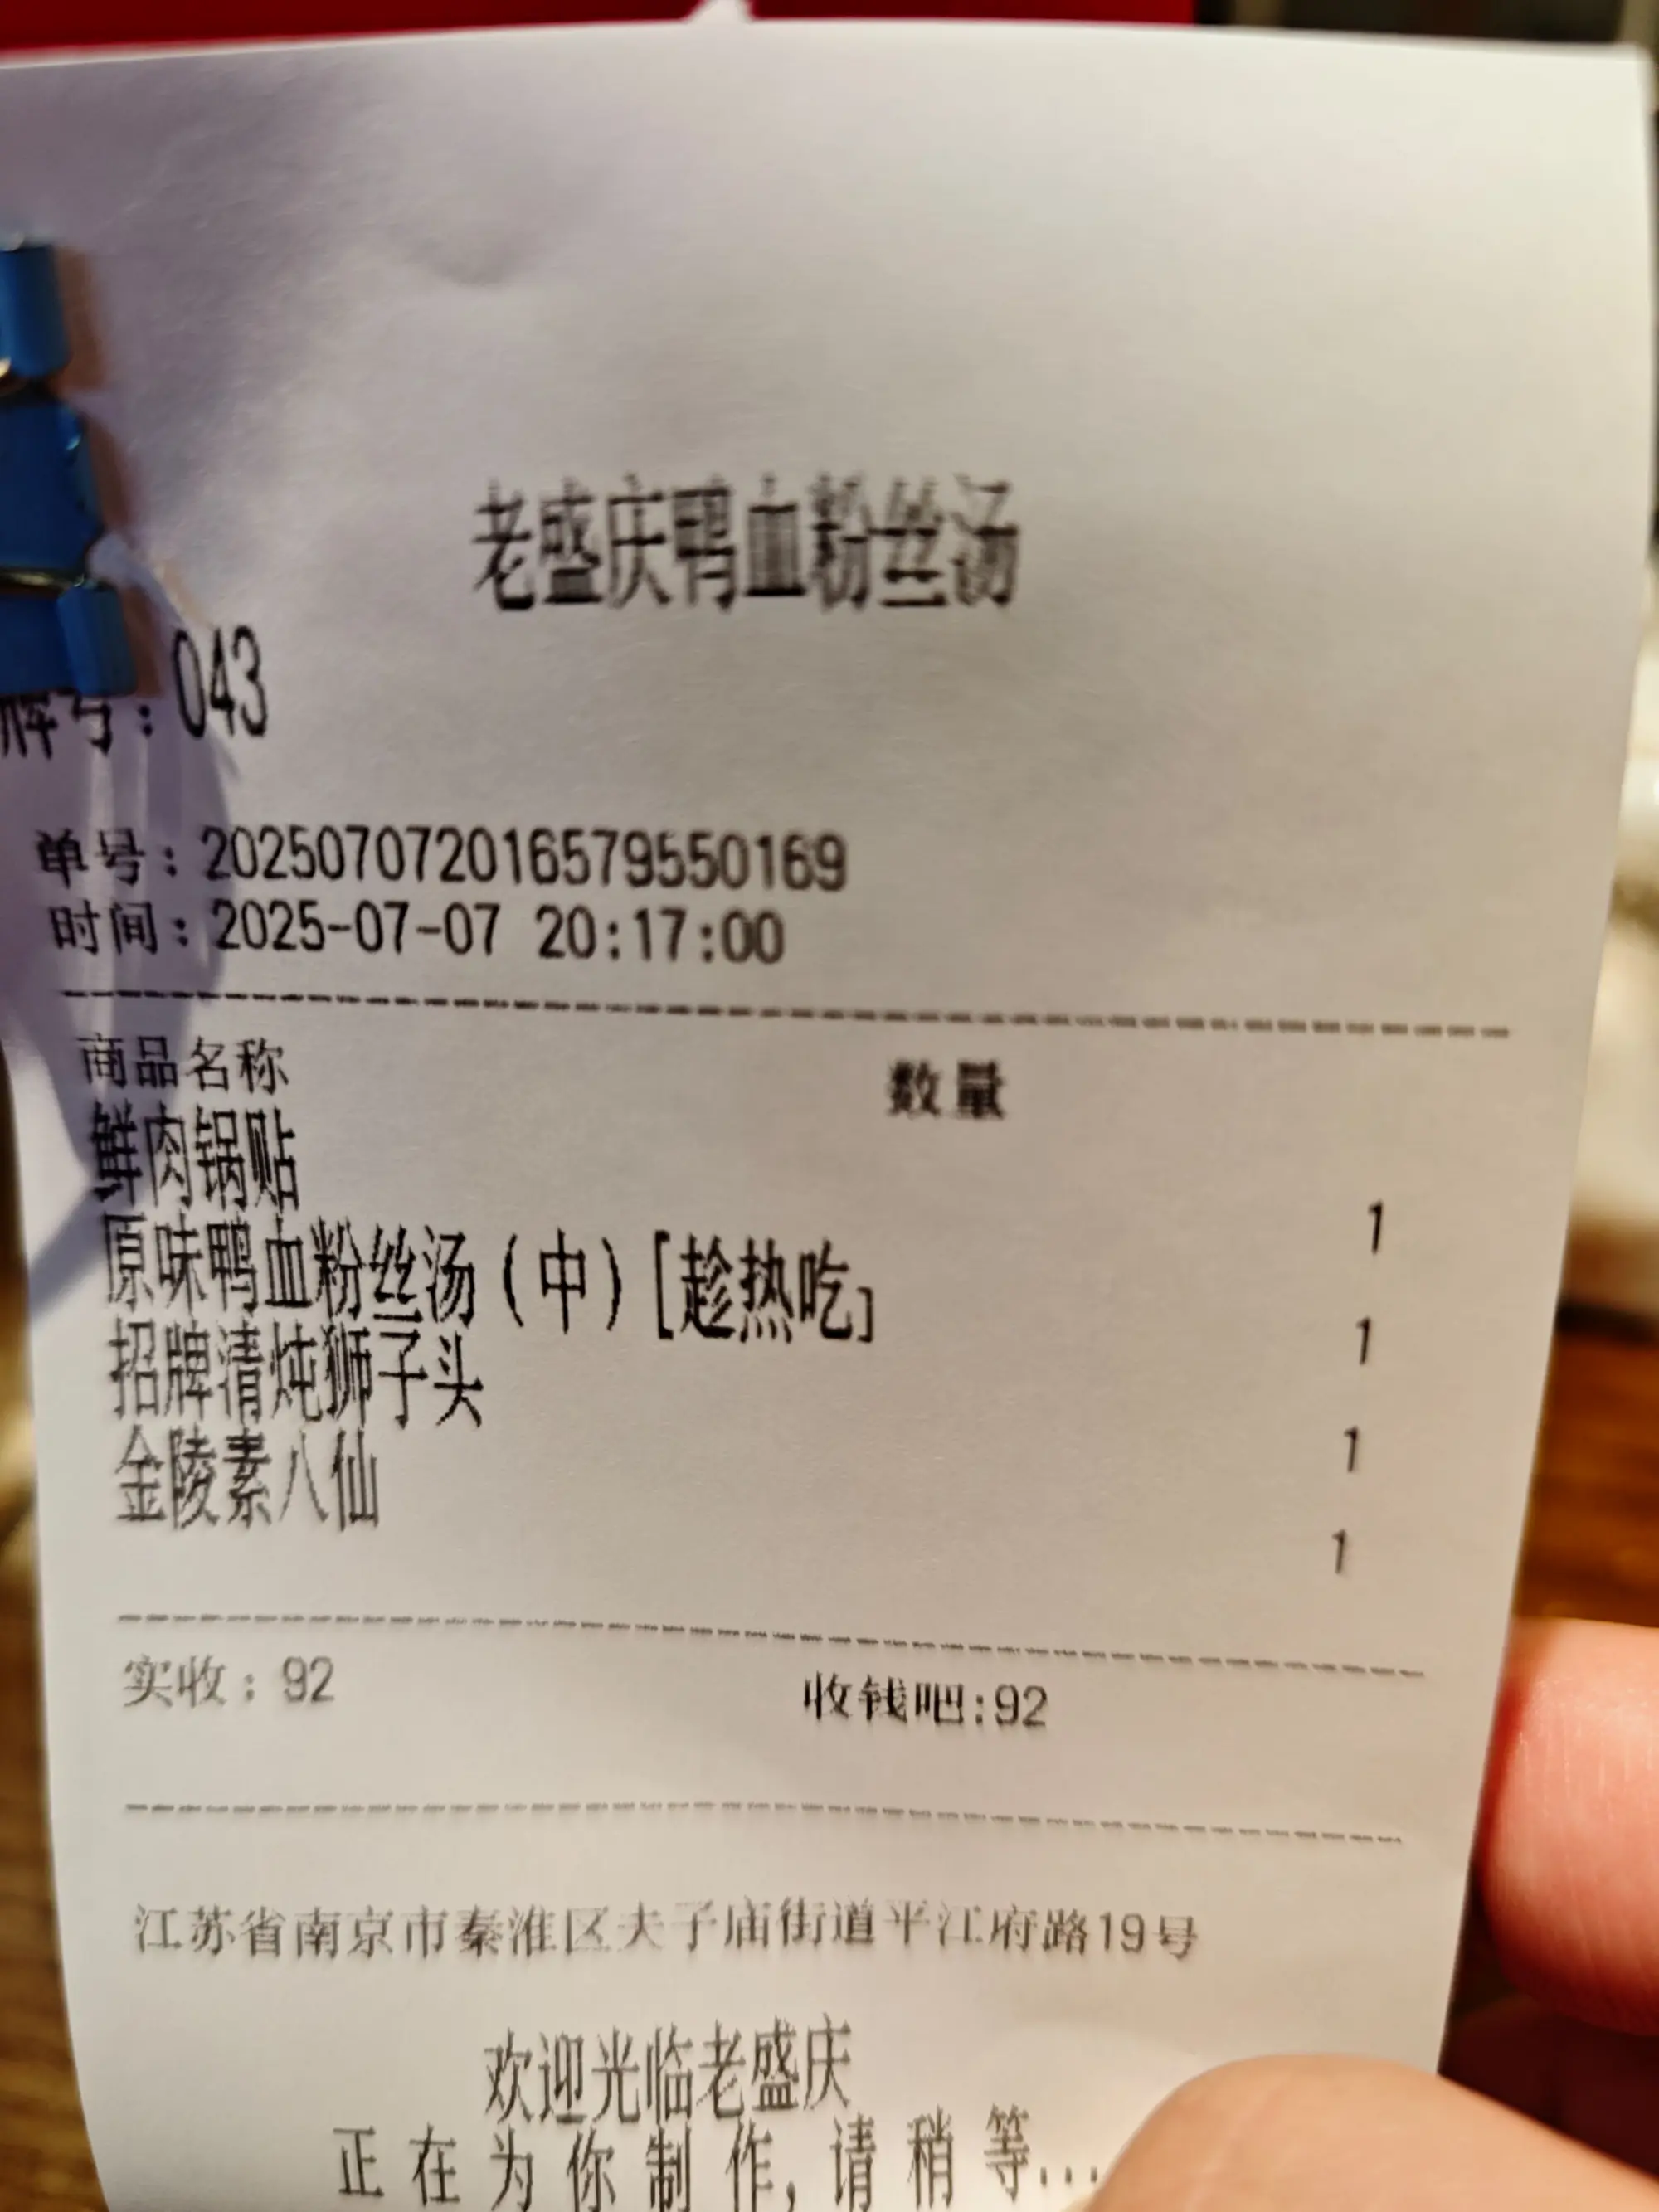 老盛庆鸭血粉丝汤
牌号：043
单号：202507072016579550169
时间：2025-07-07 20:17:00
商品名称 数量
鲜肉锅贴 1
原味鸭血粉丝汤（中）[趁热吃] 1
招牌清炖狮子头 1
金陵素八仙 1
实收：92 收钱吧:92
江苏省南京市秦淮区夫子庙街道平江府路19号
欢迎光临老盛庆
正在为你制作,请稍等...